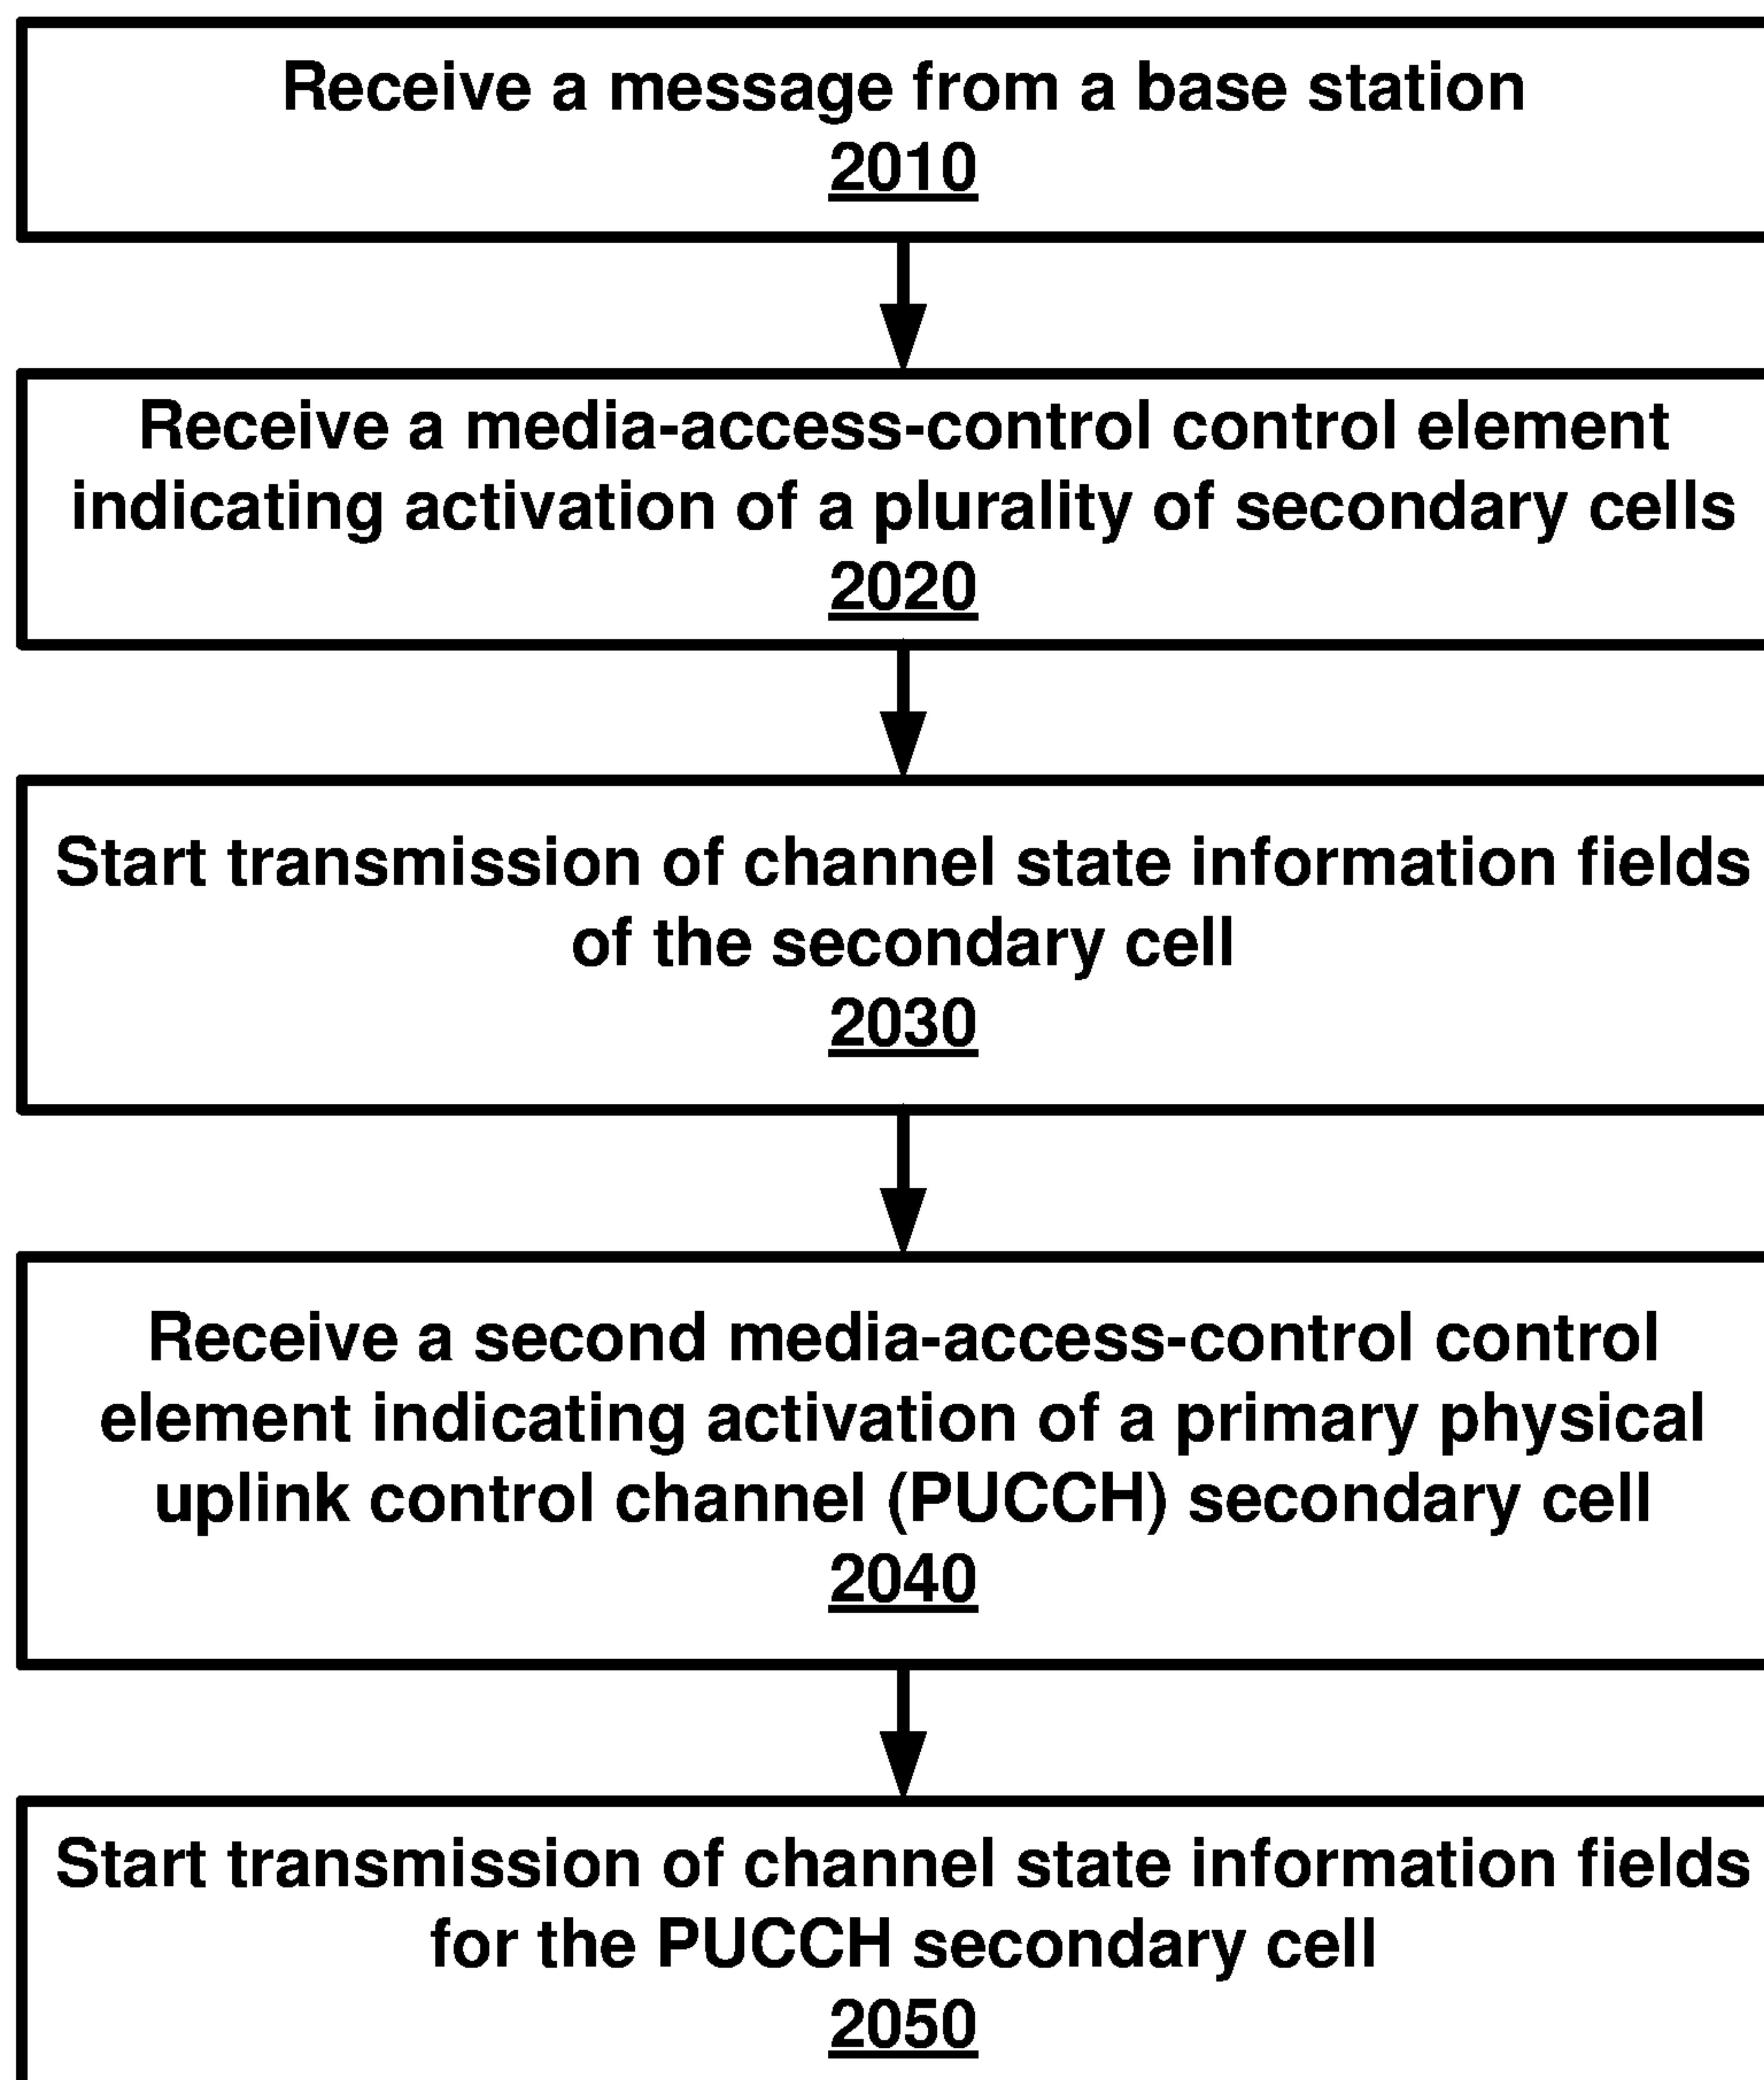 Receive a message from a base station
2010
Receive a media-access-control control element
indicating activation of a plurality of secondary cells
2020
Start transmission of channel state information fields
of the secondary cell
2030
Receive a second media-access-control control
element indicating activation of a primary physical
uplink control channel (PUCCH) secondary cell
2040
Start transmission of channel state information fields
for the PUCCH secondary cell
2050